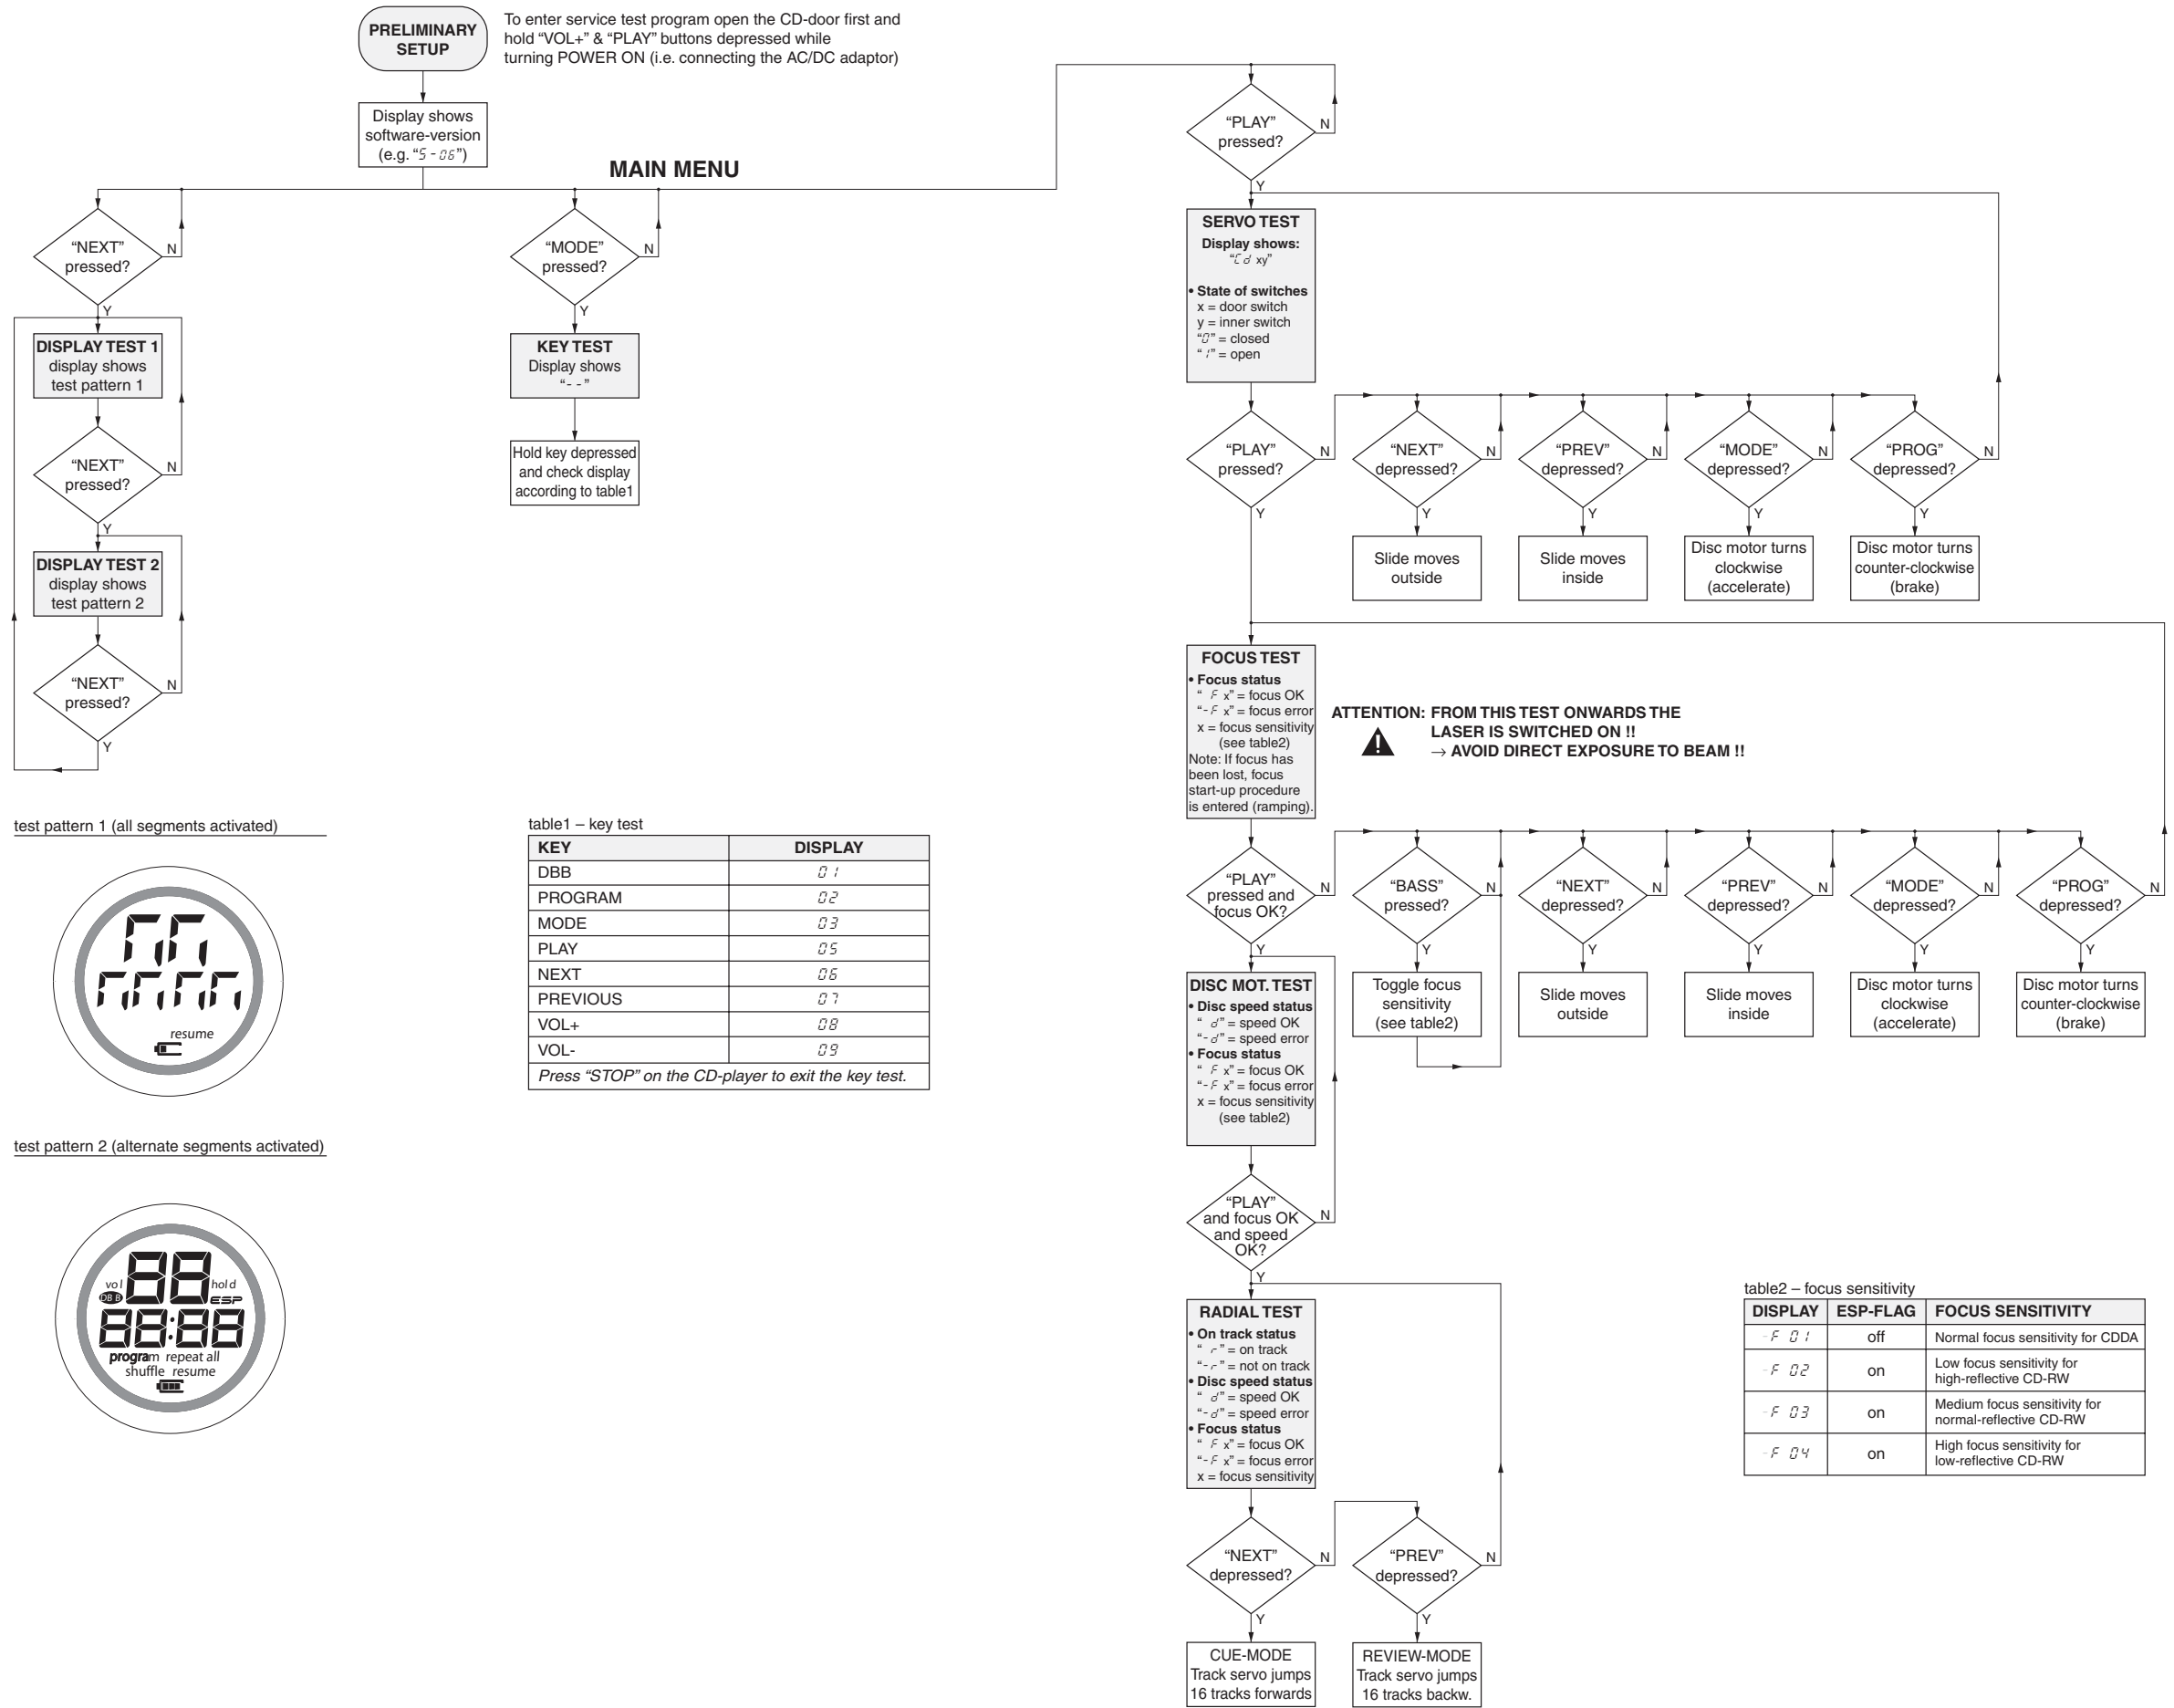 PRELIMINARY
SETUP
To enter service test program open the CD-door first and
hold “VOL+” & “PLAY” buttons depressed while
turning POWER ON (i.e. connecting the AC/DC adaptor)
Display shows
software-version
(e.g. “5-06”)
MAIN MENU
“NEXT”
pressed?
N
Y
DISPLAY TEST 1
display shows
test pattern 1
“NEXT”
pressed?
N
Y
DISPLAY TEST 2
display shows
test pattern 2
“NEXT”
pressed?
N
Y
“MODE”
pressed?
N
Y
KEY TEST
Display shows
“- -”
Hold key depressed
and check display
according to table1
“PLAY”
pressed?
N
Y
SERVO TEST
Display shows:
“Cd xy”
• State of switches
x = door switch
y = inner switch
“0” = closed
“1” = open
“PLAY”
pressed?
N
Y
“NEXT”
depressed?
N
Y
Slide moves
outside
“PREV”
depressed?
N
Y
Slide moves
inside
“MODE”
depressed?
N
Y
Disc motor turns
clockwise
(accelerate)
“PROG”
depressed?
N
Y
Disc motor turns
counter-clockwise
(brake)
FOCUS TEST
• Focus status
“ F x” = focus OK
“-F x” = focus error
x = focus sensitivity
(see table2)
Note: If focus has
been lost, focus
start-up procedure
is entered (ramping).
ATTENTION: FROM THIS TEST ONWARDS THE
LASER IS SWITCHED ON !!
→ AVOID DIRECT EXPOSURE TO BEAM !!
“PLAY”
pressed and
focus OK?
N
Y
“BASS”
pressed?
N
Y
Toggle focus
sensitivity
(see table2)
“NEXT”
depressed?
N
Y
Slide moves
outside
“PREV”
depressed?
N
Y
Slide moves
inside
“MODE”
depressed?
N
Y
Disc motor turns
clockwise
(accelerate)
“PROG”
depressed?
N
Y
Disc motor turns
counter-clockwise
(brake)
DISC MOT. TEST
• Disc speed status
“ d” = speed OK
“-d” = speed error
• Focus status
“ F x” = focus OK
“-F x” = focus error
x = focus sensitivity
(see table2)
“PLAY”
and focus OK
and speed
OK?
N
Y
RADIAL TEST
• On track status
“ r” = on track
“-r” = not on track
• Disc speed status
“ d” = speed OK
“-d” = speed error
• Focus status
“ F x” = focus OK
“-F x” = focus error
x = focus sensitivity
“NEXT”
depressed?
N
Y
CUE-MODE
Track servo jumps
16 tracks forwards
“PREV”
depressed?
N
Y
REVIEW-MODE
Track servo jumps
16 tracks backw.
test pattern 1 (all segments activated)
resume
test pattern 2 (alternate segments activated)
vol 88 hold
DBB ESP
88:88
program repeat all
shuffle resume
table1 – key test
KEY DISPLAY
DBB 01
PROGRAM 02
MODE 03
PLAY 05
NEXT 06
PREVIOUS 07
VOL+ 08
VOL- 09
Press “STOP” on the CD-player to exit the key test.
table2 – focus sensitivity
DISPLAY ESP-FLAG FOCUS SENSITIVITY
-F 01 off Normal focus sensitivity for CDDA
-F 02 on Low focus sensitivity for
high-reflective CD-RW
-F 03 on Medium focus sensitivity for
normal-reflective CD-RW
-F 04 on High focus sensitivity for
low-reflective CD-RW